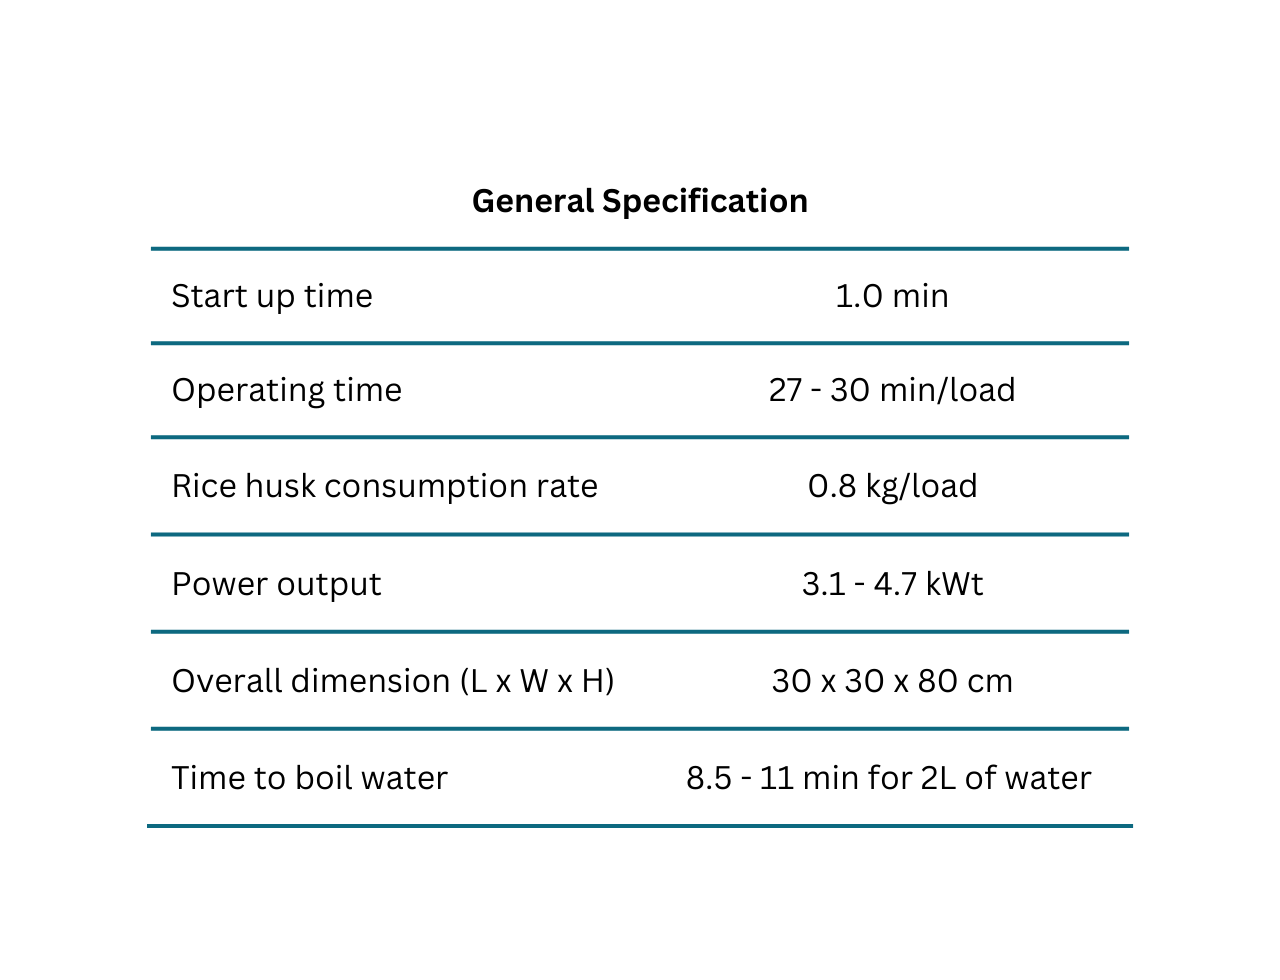 General Specification
Start up time 1.0 min
Operating time 27 - 30 min/load
Rice husk consumption rate 0.8 kg/load
Power output 3.1 - 4.7 kWt
Overall dimension (L x W x H) 30 x 30 x 80 cm
Time to boil water 8.5 - 11 min for 2L of water